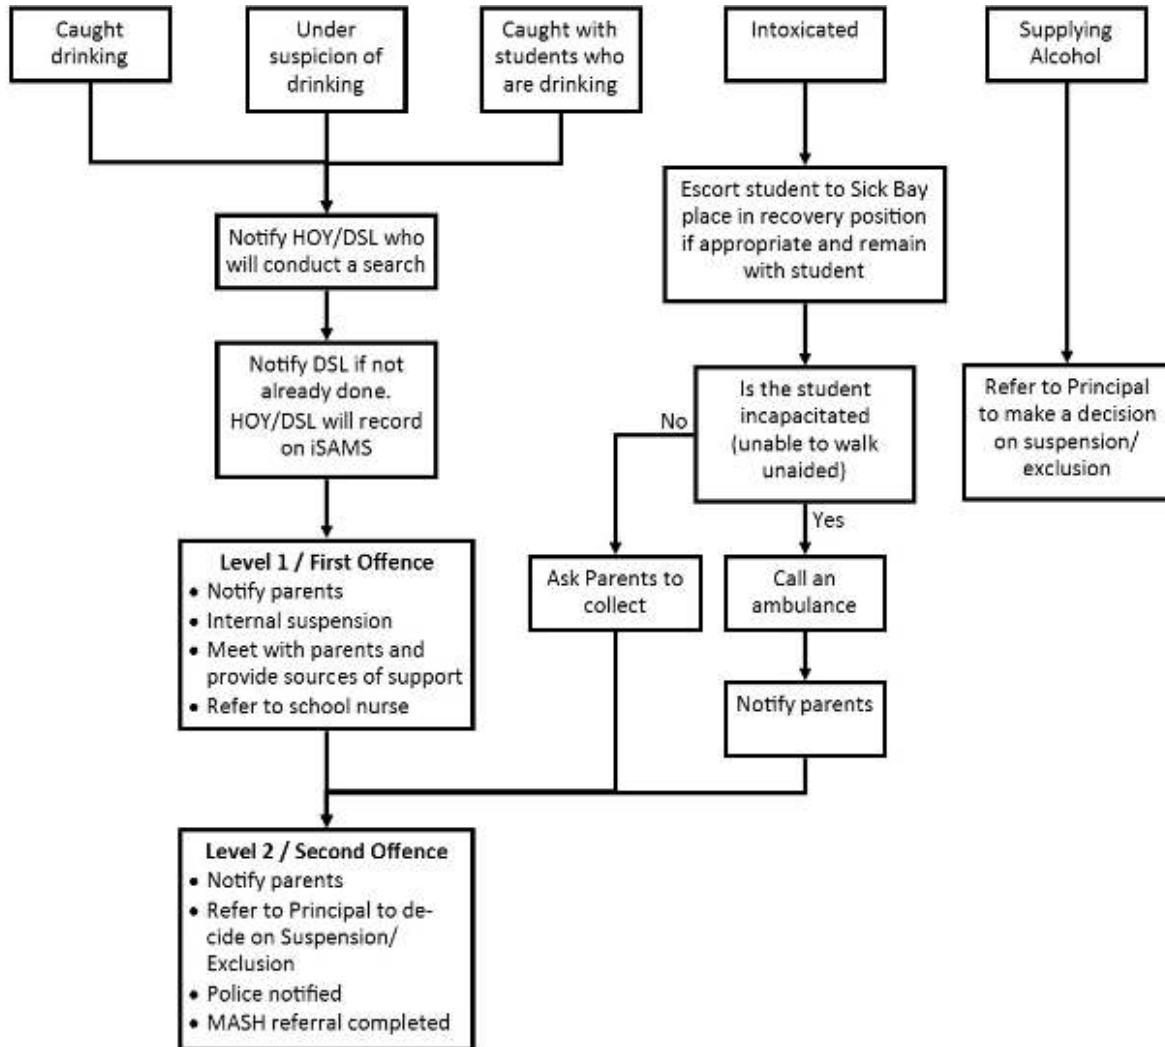 Caught
drinking
Under
suspicion of
drinking
Caught with
students who
are drinking
Intoxicated
Supplying
Alcohol
Escort student to Sick Bay
place in recovery position
if appropriate and remain
with student
Notify HOY/DSL who
will conduct a search
Notify DSL if not
already done.
HOY/DSL will record
on iSAMS
Is the student
incapacitated
(unable to walk
unaided)
Refer to Principal
to make a decision
on suspension/
exclusion
No
Yes
Level 1 / First Offence
• Notify parents
• Internal suspension
• Meet with parents and
provide sources of support
• Refer to school nurse
Ask Parents to
collect
Call an
ambulance
Notify parents
Level 2 / Second Offence
• Notify parents
• Refer to Principal to de-
cide on Suspension/
Exclusion
• Police notified
• MASH referral completed